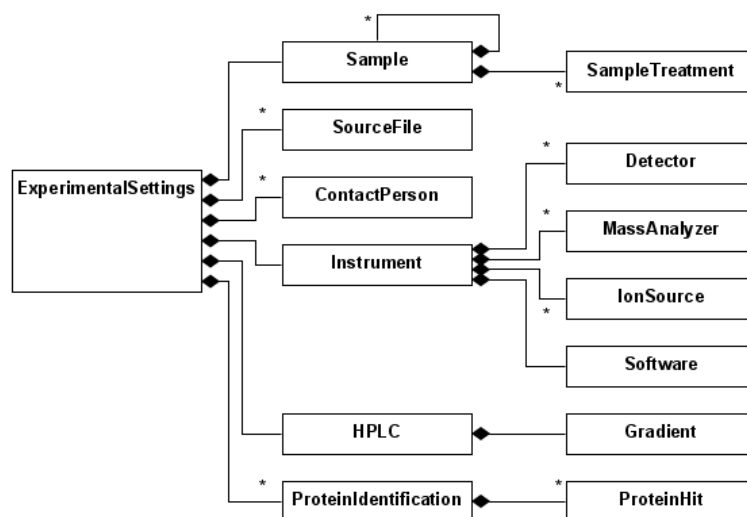 *
Sample
SampleTreatment
*
*
SourceFile
*
Detector
ExperimentalSettings
*
ContactPerson
*
MassAnalyzer
Instrument
IonSource
*
Software
HPLC
Gradient
*
ProteinIdentification
*
ProteinHit